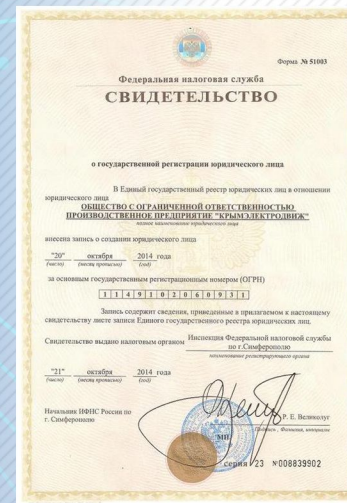 Форма № 51003
Федеральная налоговая служба
СВИДЕТЕЛЬСТВО
о государственной регистрации юридического лица
В Единый государственный реестр юридических лиц в отношении
юридического лица
ОБЩЕСТВО С ОГРАНИЧЕННОЙ ОТВЕТСТВЕННОСТЬЮ
ПРОИЗВОДСТВЕННОЕ ПРЕДПРИЯТИЕ "КРЫМЭЛЕКТРОДВИЖ"
полное наименование юридического лица
внесена запись о создании юридического лица
"20" октября 2014 года
(число) (месяц прописью) (год)
за основным государственным регистрационным номером (ОГРН)
1 1 4 9 1 0 2 0 6 0 9 3 1
Запись содержит сведения, приведенные в прилагаемом к настоящему
свидетельству листе записи Единого государственного реестра юридических лиц.
Свидетельство выдано налоговым органом Инспекция Федеральной налоговой службы
по г.Симферополю
наименование регистрирующего органа
"21" октября 2014 года
(число) (месяц прописью) (год)
Начальник ИФНС России по
г. Симферополю
Р. Е. Великолуг
Подпись, Фамилия, инициалы
МП
серия 23 №008839902